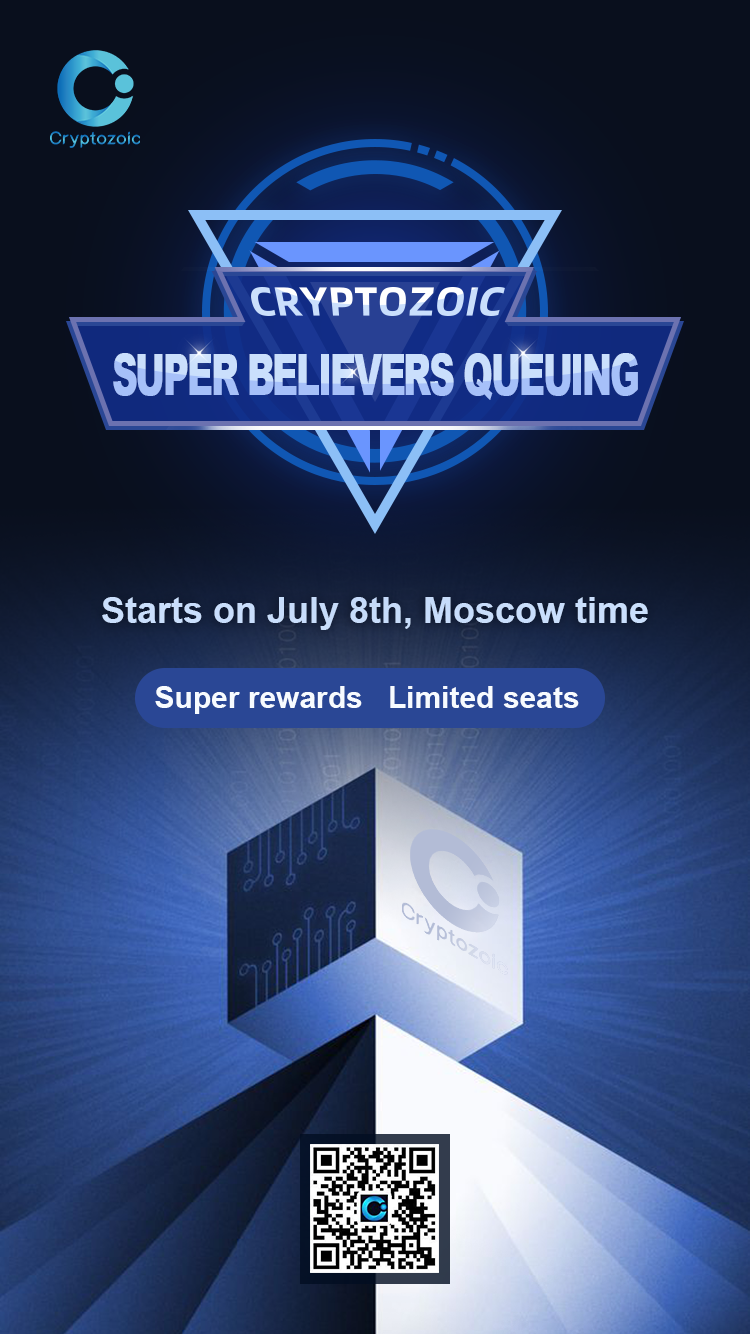 Cryptozoic
CRYPTOZOIC
SUPER BELIEVERS QUEUING
Starts on July 8th, Moscow time
Super rewards Limited seats
Cryptozoic